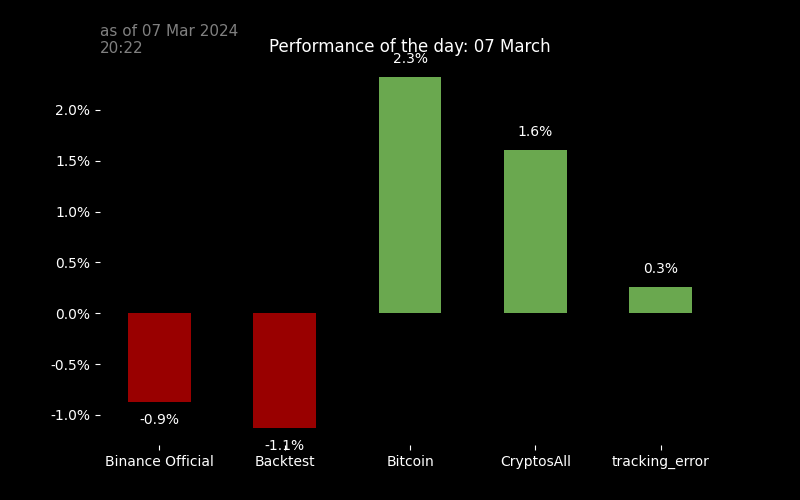 as of 07 Mar 2024
20:22
Performance of the day: 07 March
2.3%
2.0%
1.6%
1.5%
1.0%
0.5%
0.3%
0.0%
-0.5%
-1.0%
-0.9%
-1.1%
Binance Official
Backtest
Bitcoin
CryptosAll
tracking_error